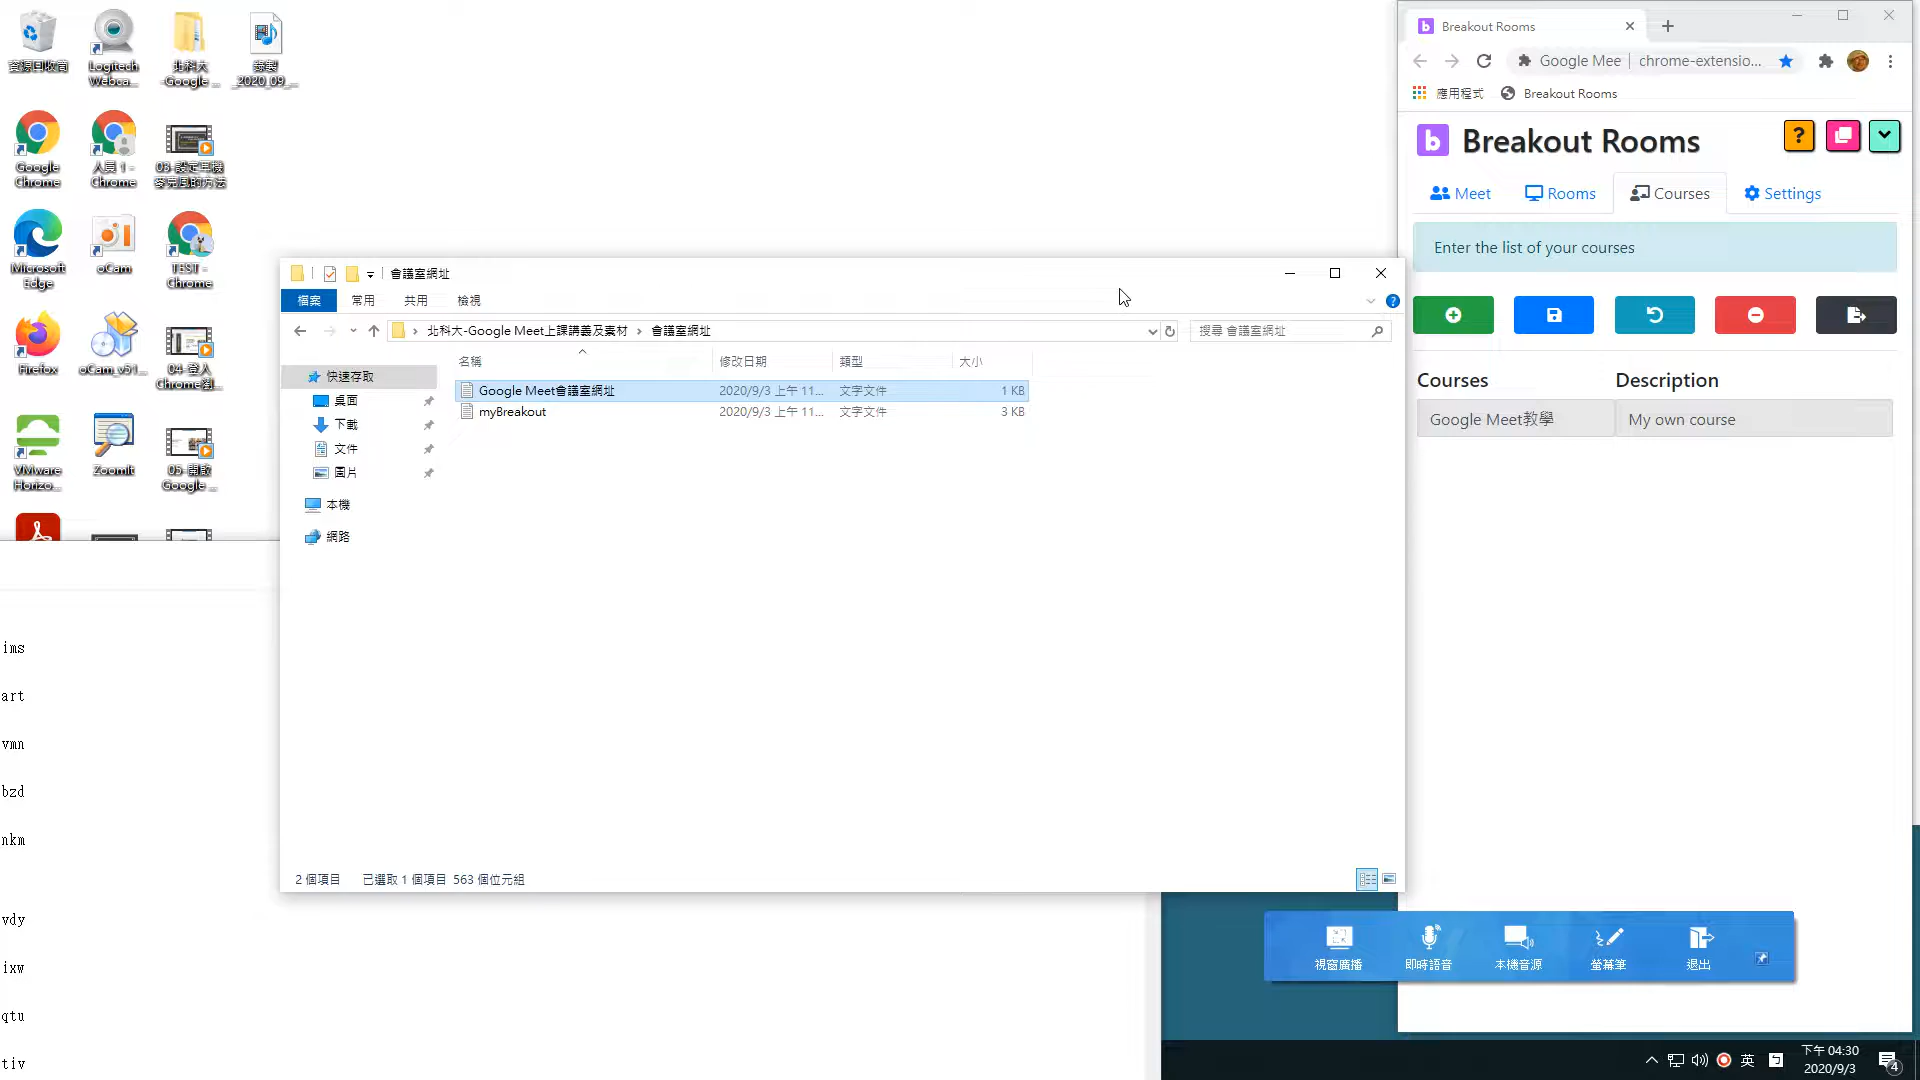 資源回收筒
Logitech Webca...
北科大 -Google ...
錄製 _2020_09_...
Google Chrome
人員 1 - Chrome
03-設定耳機麥克風的方法
Microsoft Edge
oCam
TEST - Chrome
Firefox
oCam_v51...
04-登入 Chrome瀏...
VMware Horizo...
ZoomIt
05-開啟 Google ...
ims
art
vmn
bzd
nkm
vdy
ixw
qtu
tiv
會議室網址
檔案 常用 共用 檢視
北科大-Google Meet上課講義及素材 › 會議室網址
搜尋 會議室網址
名稱 修改日期 類型 大小
快速存取
桌面
下載
文件
圖片
本機
網路
Google Meet會議室網址 2020/9/3 上午 11... 文字文件 1 KB
myBreakout 2020/9/3 上午 11... 文字文件 3 KB
2 個項目 已選取 1 個項目 563 個位元組
Breakout Rooms
Google Mee | chrome-extensio...
應用程式 Breakout Rooms
b Breakout Rooms ?
Meet Rooms Courses Settings
Enter the list of your courses
Courses Description
Google Meet教學 My own course
視窗廣播 即時語音 本機音源 螢幕筆 退出
英 下午 04:30
2020/9/3 4